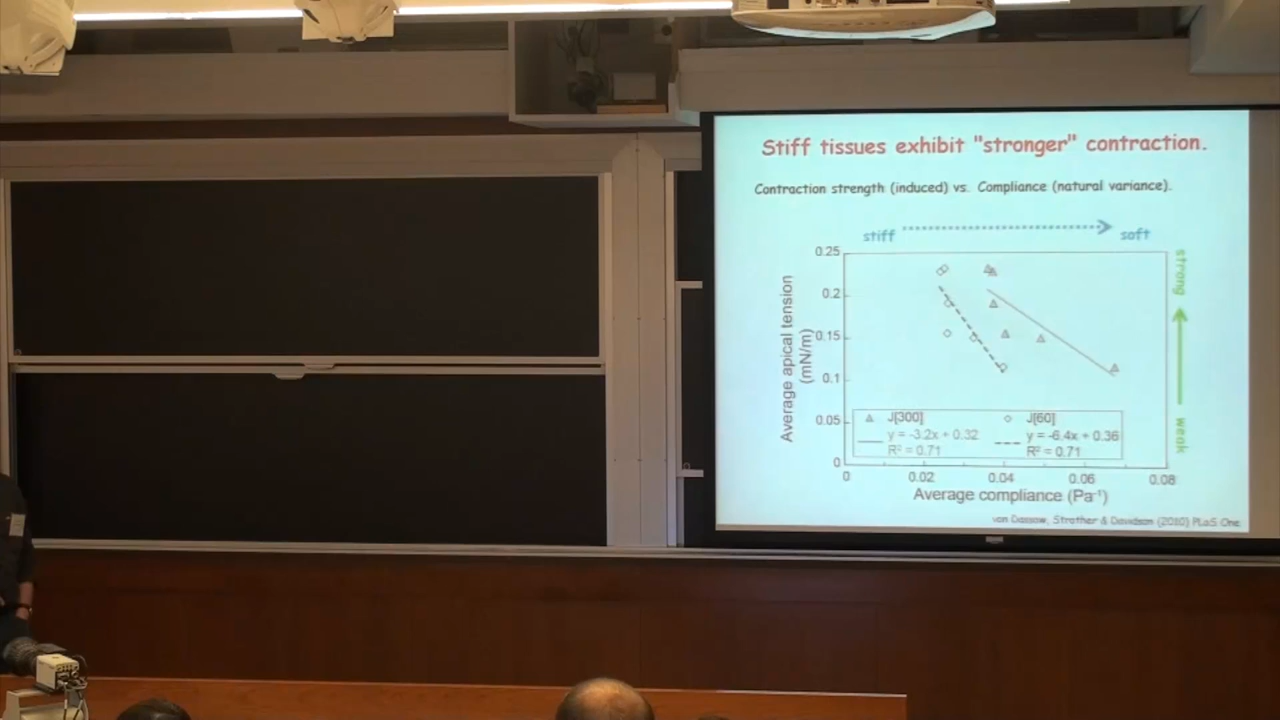 Stiff tissues exhibit "stronger" contraction.
Contraction strength (induced) vs. Compliance (natural variance).
stiff
soft
strong
weak
Average apical tension
(mN/m)
0.25
0.2
0.15
0.1
0.05
0
J[300]
y = -3.2x + 0.32
R² = 0.71
J[60]
y = -6.4x + 0.36
R² = 0.71
0
0.02
0.04
0.06
0.08
Average compliance (Pa⁻¹)
von Dassow, Strother & Davidson (2010) PLoS One